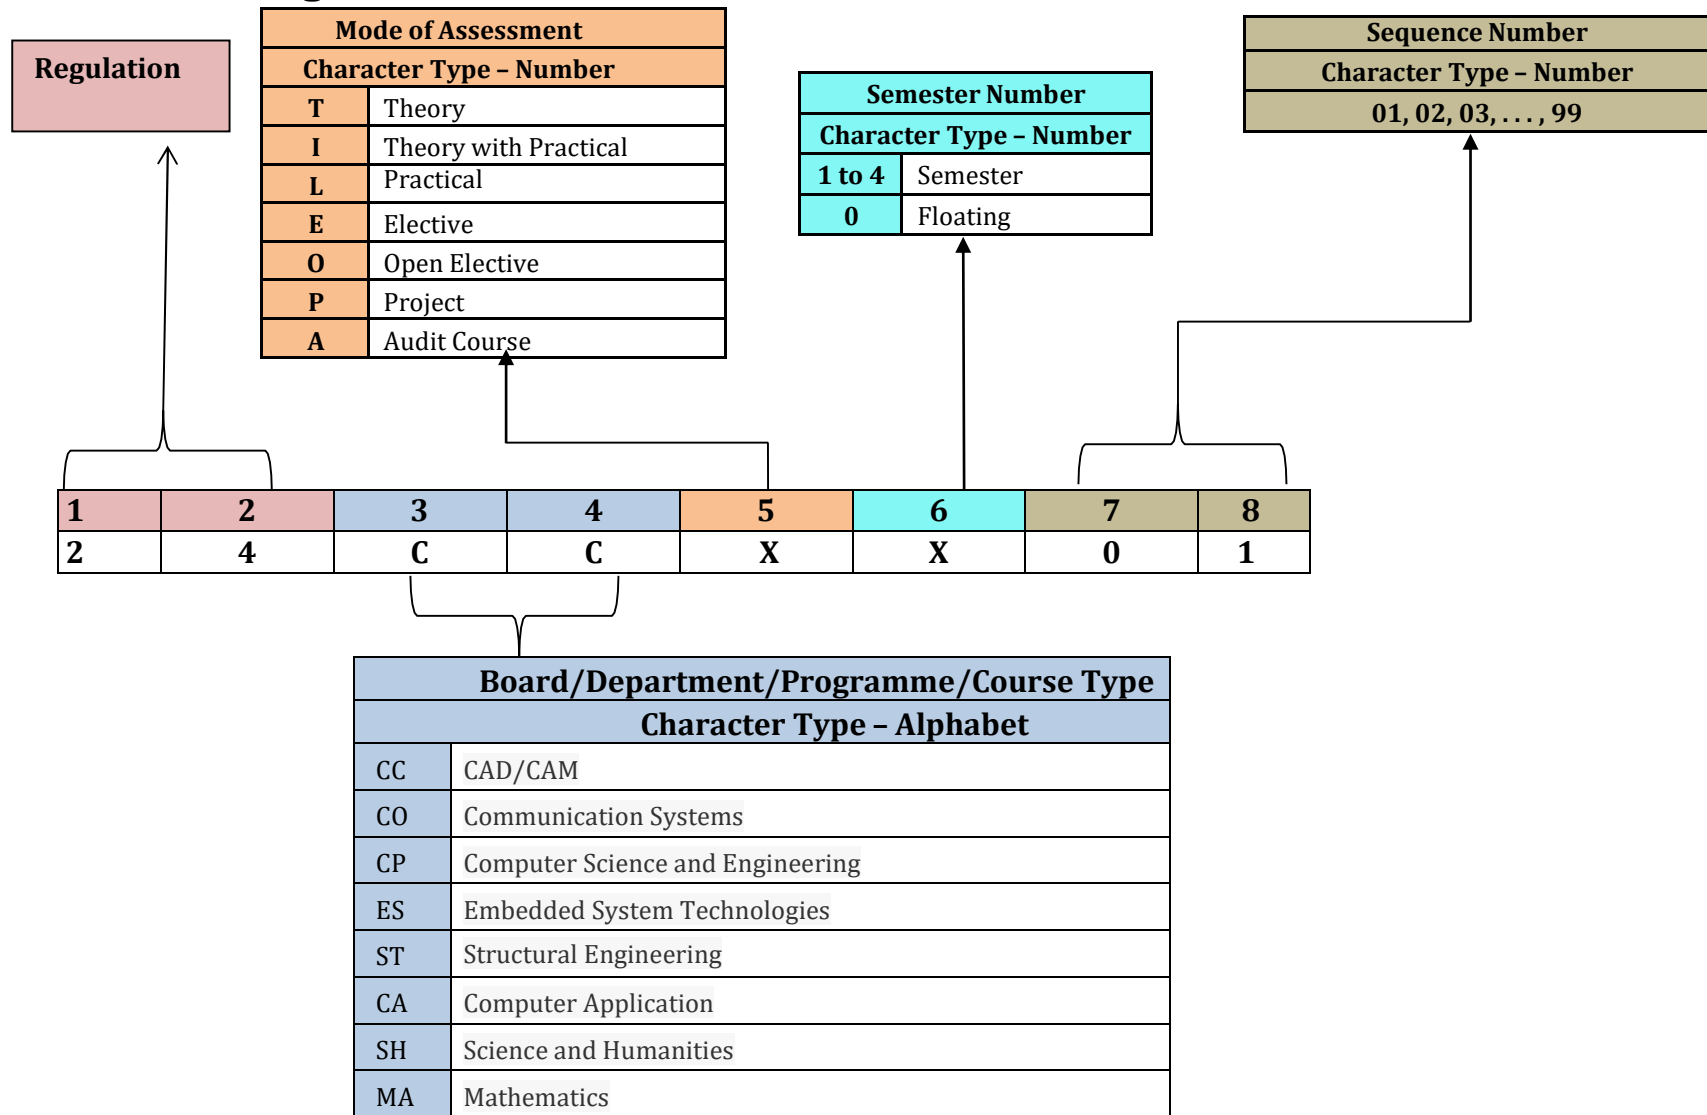 Regulation
Mode of Assessment
Character Type – Number
T Theory
I Theory with Practical
L Practical
E Elective
O Open Elective
P Project
A Audit Course
Semester Number
Character Type – Number
1 to 4 Semester
0 Floating
Sequence Number
Character Type – Number
01, 02, 03, . . . , 99
1 2 3 4 5 6 7 8
2 4 C C X X 0 1
Board/Department/Programme/Course Type
Character Type – Alphabet
CC CAD/CAM
CO Communication Systems
CP Computer Science and Engineering
ES Embedded System Technologies
ST Structural Engineering
CA Computer Application
SH Science and Humanities
MA Mathematics